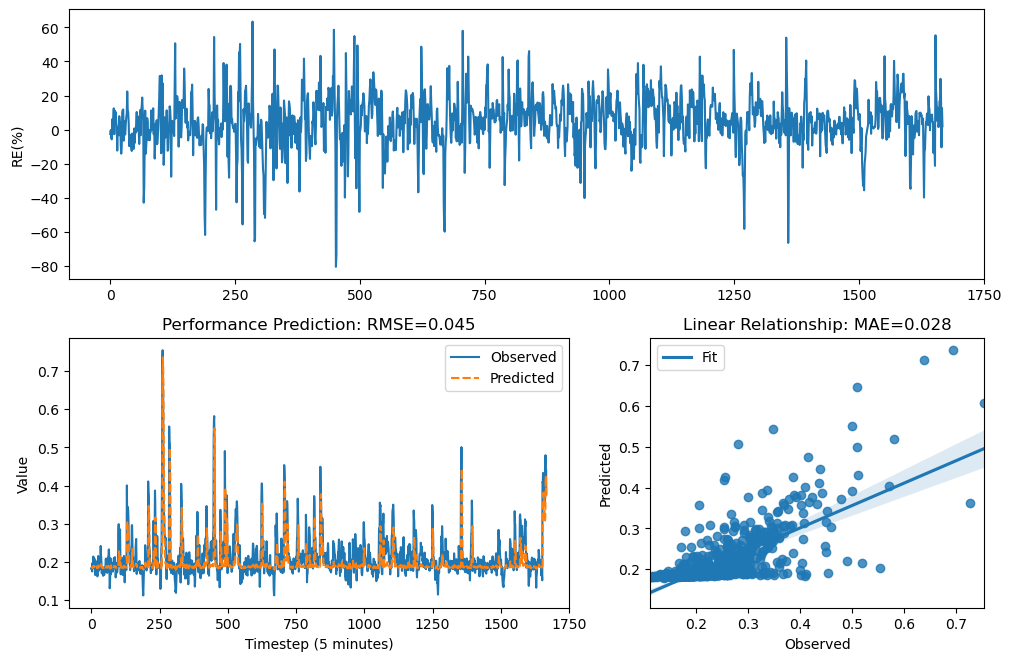 60
40
20
0
−20
−40
−60
−80
RE(%)
0 250 500 750 1000 1250 1500 1750
Performance Prediction: RMSE=0.045
Observed
Predicted
0.7
0.6
0.5
0.4
0.3
0.2
0.1
Value
0 250 500 750 1000 1250 1500 1750
Timestep (5 minutes)
Linear Relationship: MAE=0.028
Fit
0.7
0.6
0.5
0.4
0.3
0.2
Predicted
0.2 0.3 0.4 0.5 0.6 0.7
Observed